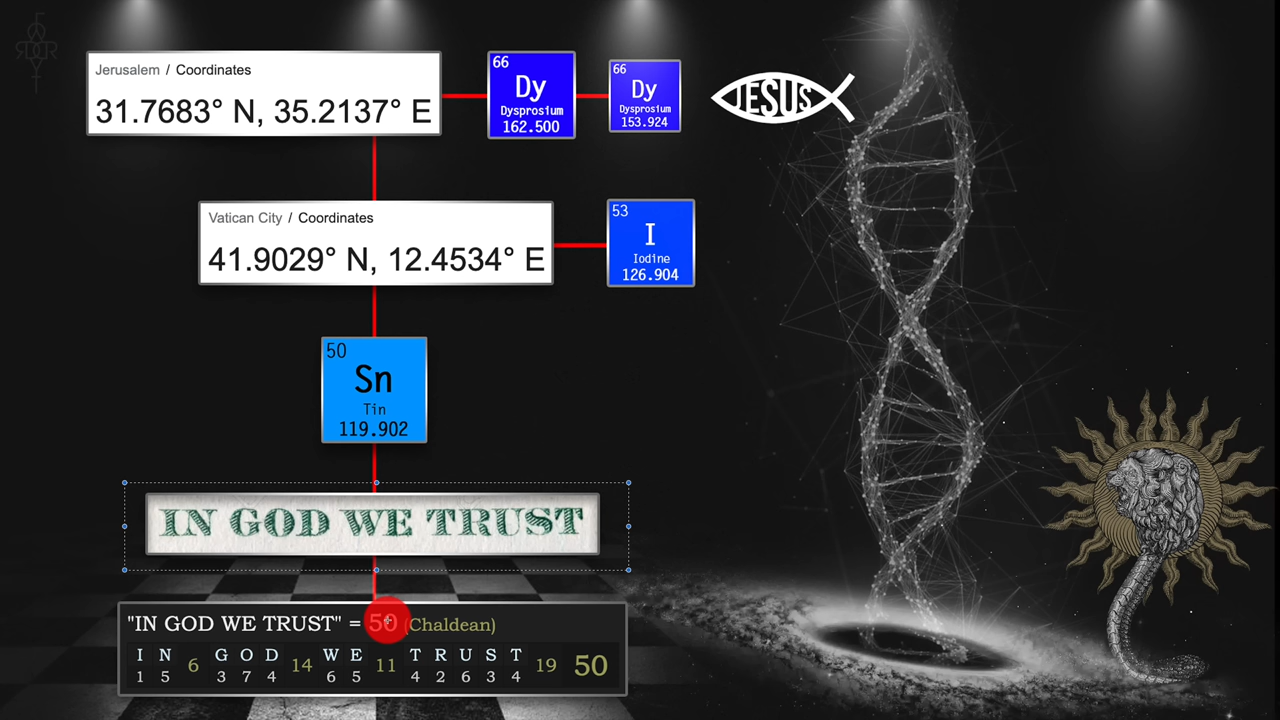 Jerusalem / Coordinates
31.7683° N, 35.2137° E
66
Dy
Dysprosium
162.500
66
Dy
Dysprosium
153.924
JESUS
Vatican City / Coordinates
41.9029° N, 12.4534° E
53
I
Iodine
126.904
50
Sn
Tin
119.902
IN GOD WE TRUST
"IN GOD WE TRUST" = 50 (Chaldean)
I N 6 G O D 14 W E 11 T R U S T 19 50
1 5 3 7 4 6 5 4 2 6 3 4